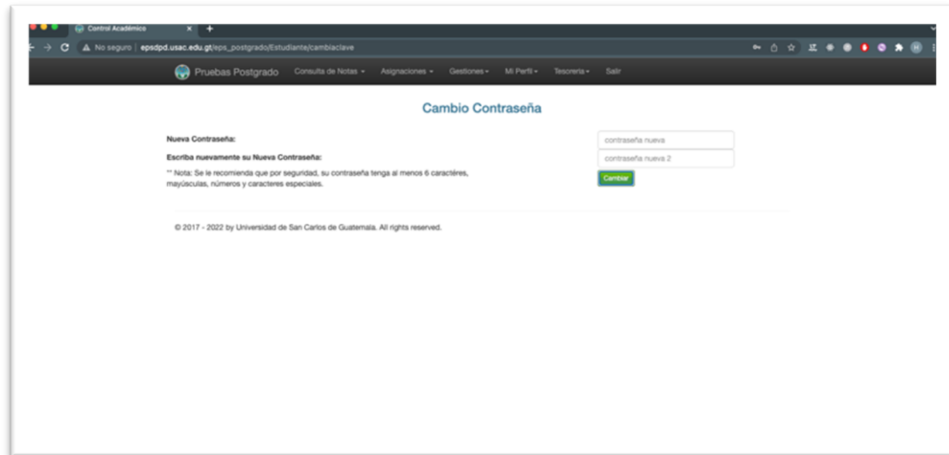 Control Académico
No seguro | epsdpd.usac.edu.gt/eps_postgrado/Estudiante/cambiaclave
Pruebas Postgrado Consulta de Notas Asignaciones Gestiones Mi Perfil Tesoreria Salir
Cambio Contraseña
Nueva Contraseña: contraseña nueva
Escriba nuevamente su Nueva Contraseña: contraseña nueva 2
** Nota: Se le recomienda que por seguridad, su contraseña tenga al menos 6 caractéres, Cambiar
mayúsculas, números y caracteres especiales.
© 2017 - 2022 by Universidad de San Carlos de Guatemala. All rights reserved.